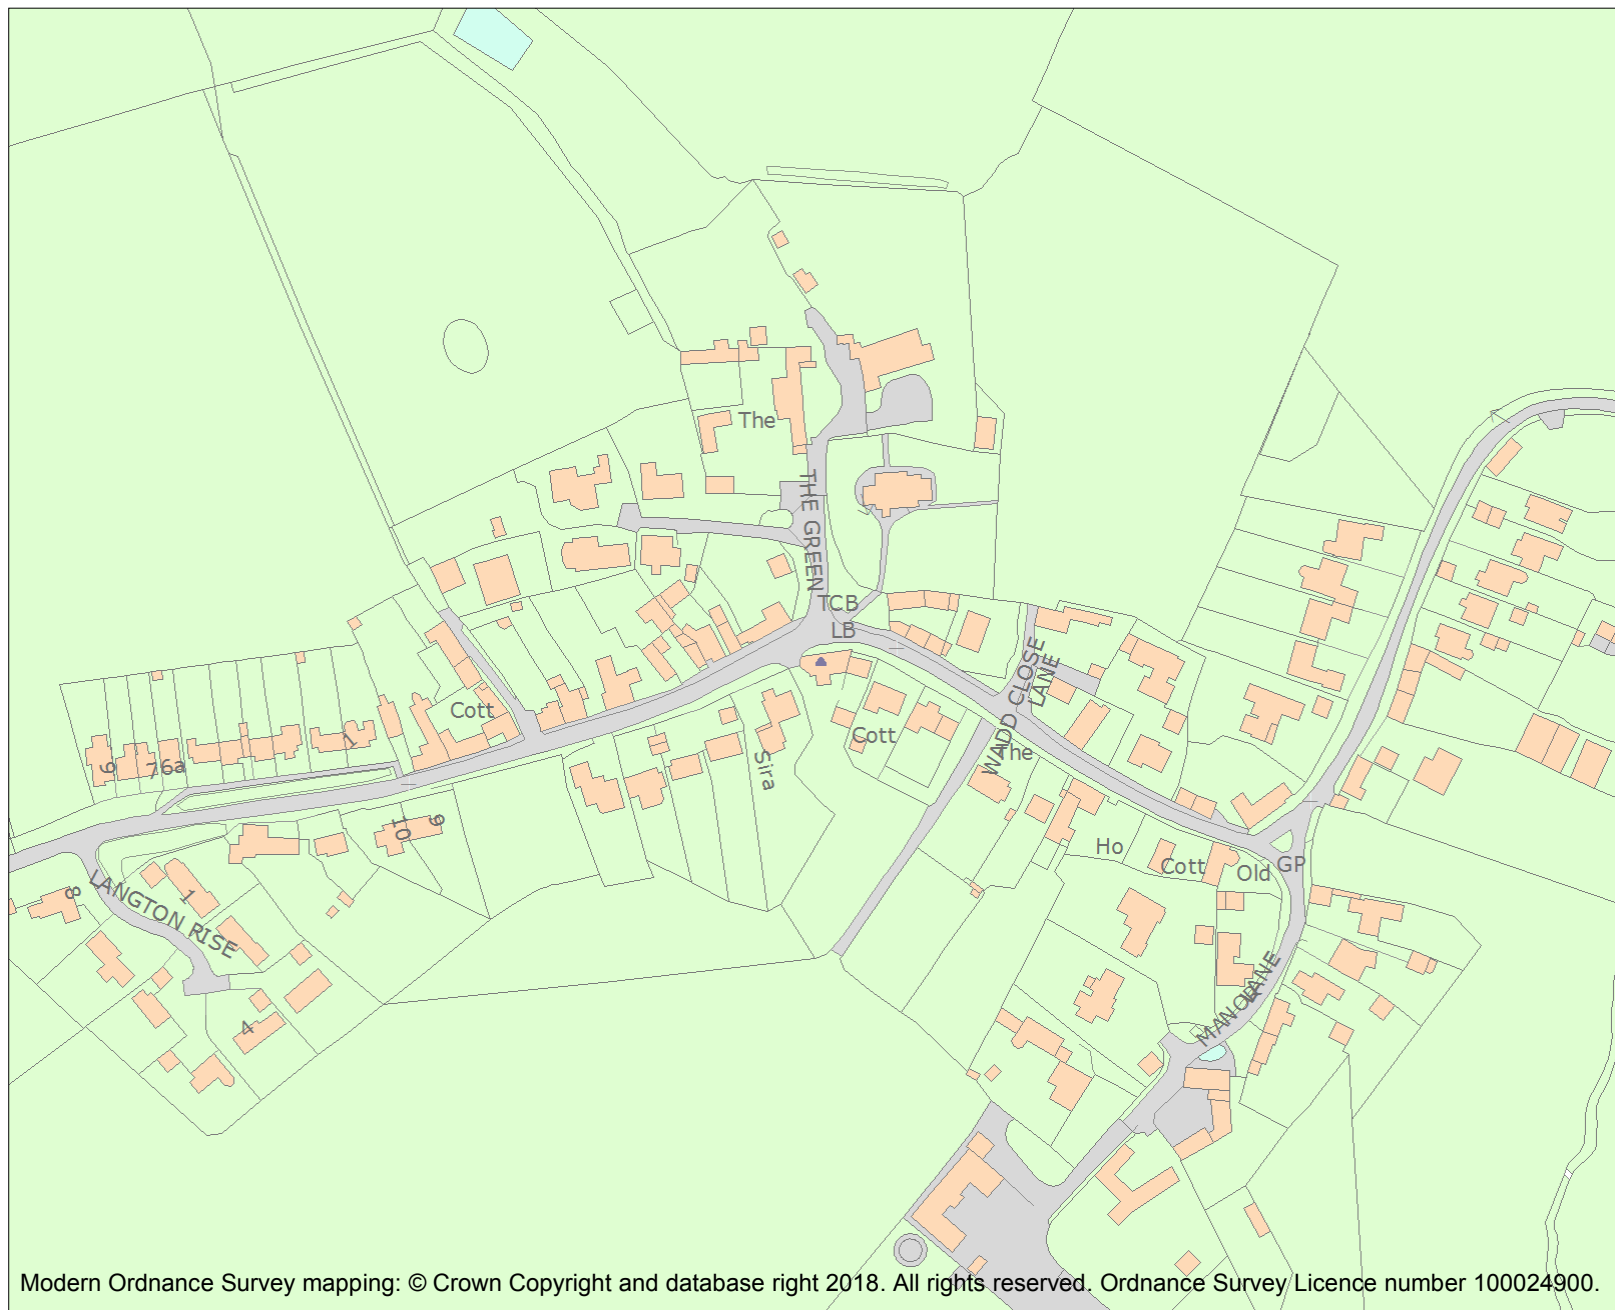 The
THE GREEN
TCB
LB
WADD CLOSE
LANE
Cott
1
9
76a
Cott
The
Sira
10
9
Ho
Cott
Old
GP
8
1
LANGTON RISE
4
MANOR
LANE
Modern Ordnance Survey mapping: © Crown Copyright and database right 2018. All rights reserved. Ordnance Survey Licence number 100024900.